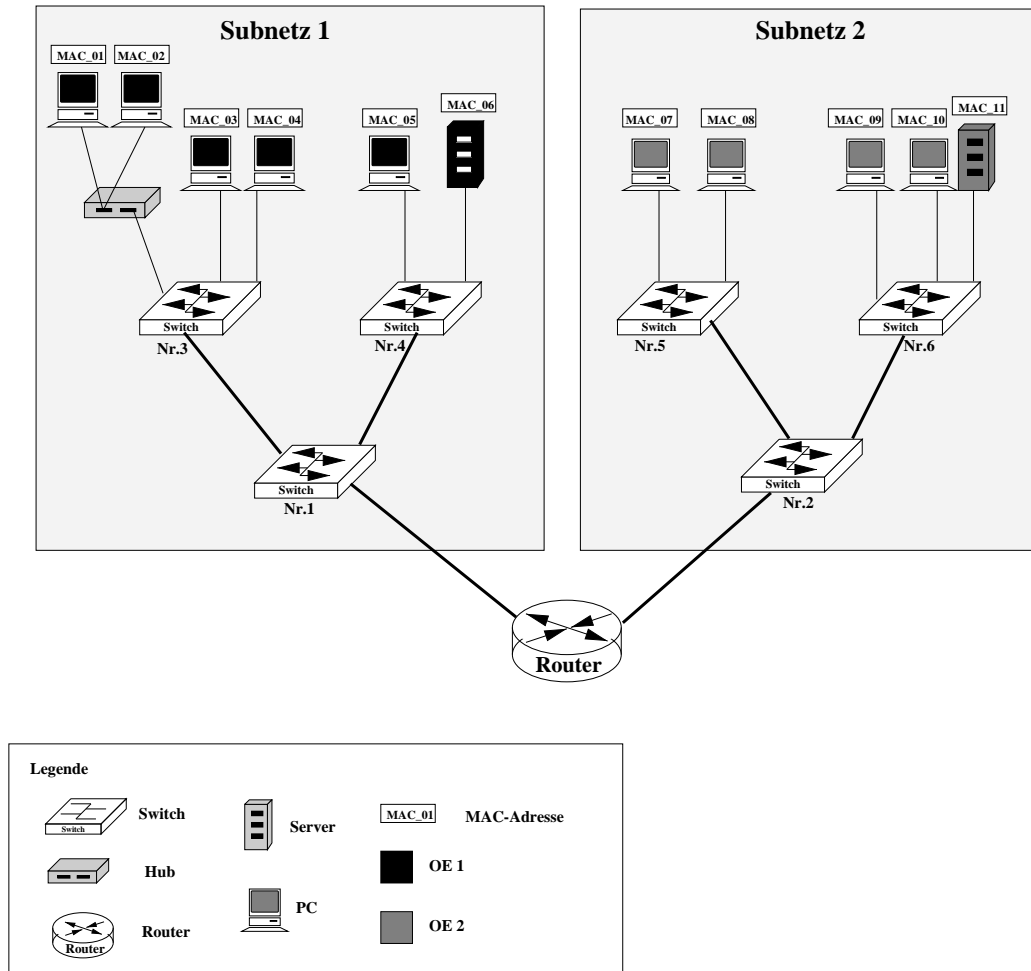 Subnetz 1
Subnetz 2
MAC_01
MAC_02
MAC_03
MAC_04
MAC_05
MAC_06
MAC_07
MAC_08
MAC_09
MAC_10
MAC_11
Switch
Nr.3
Switch
Nr.4
Switch
Nr.5
Switch
Nr.6
Switch
Nr.1
Switch
Nr.2
Router
Legende
Switch
Switch
Server
MAC_01
MAC-Adresse
Hub
OE 1
PC
Router
Router
OE 2